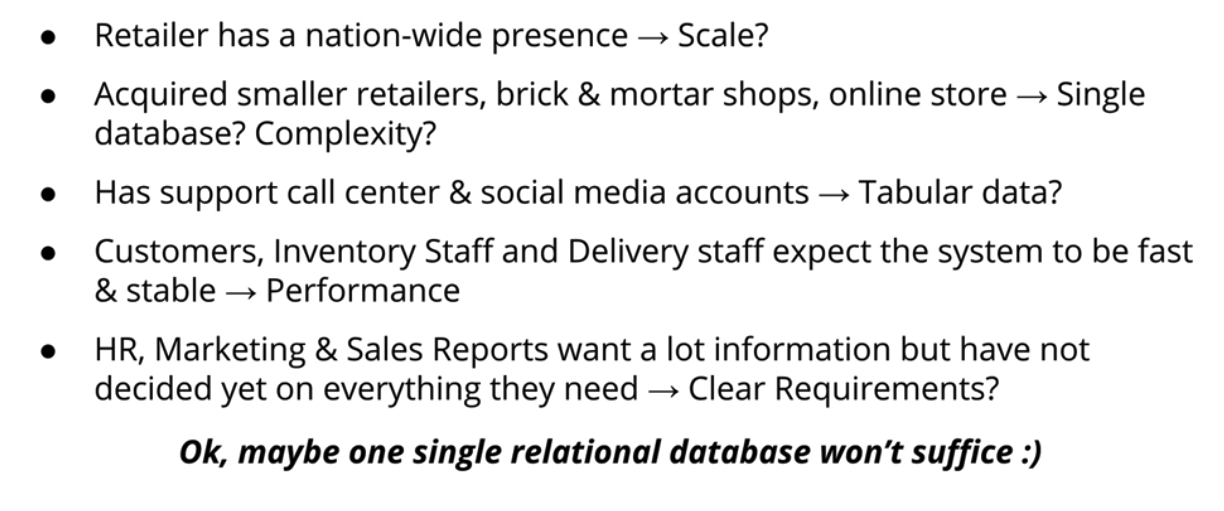 ● Retailer has a nation-wide presence → Scale?
● Acquired smaller retailers, brick & mortar shops, online store → Single
database? Complexity?
● Has support call center & social media accounts → Tabular data?
● Customers, Inventory Staff and Delivery staff expect the system to be fast
& stable → Performance
● HR, Marketing & Sales Reports want a lot information but have not
decided yet on everything they need → Clear Requirements?
Ok, maybe one single relational database won't suffice :)